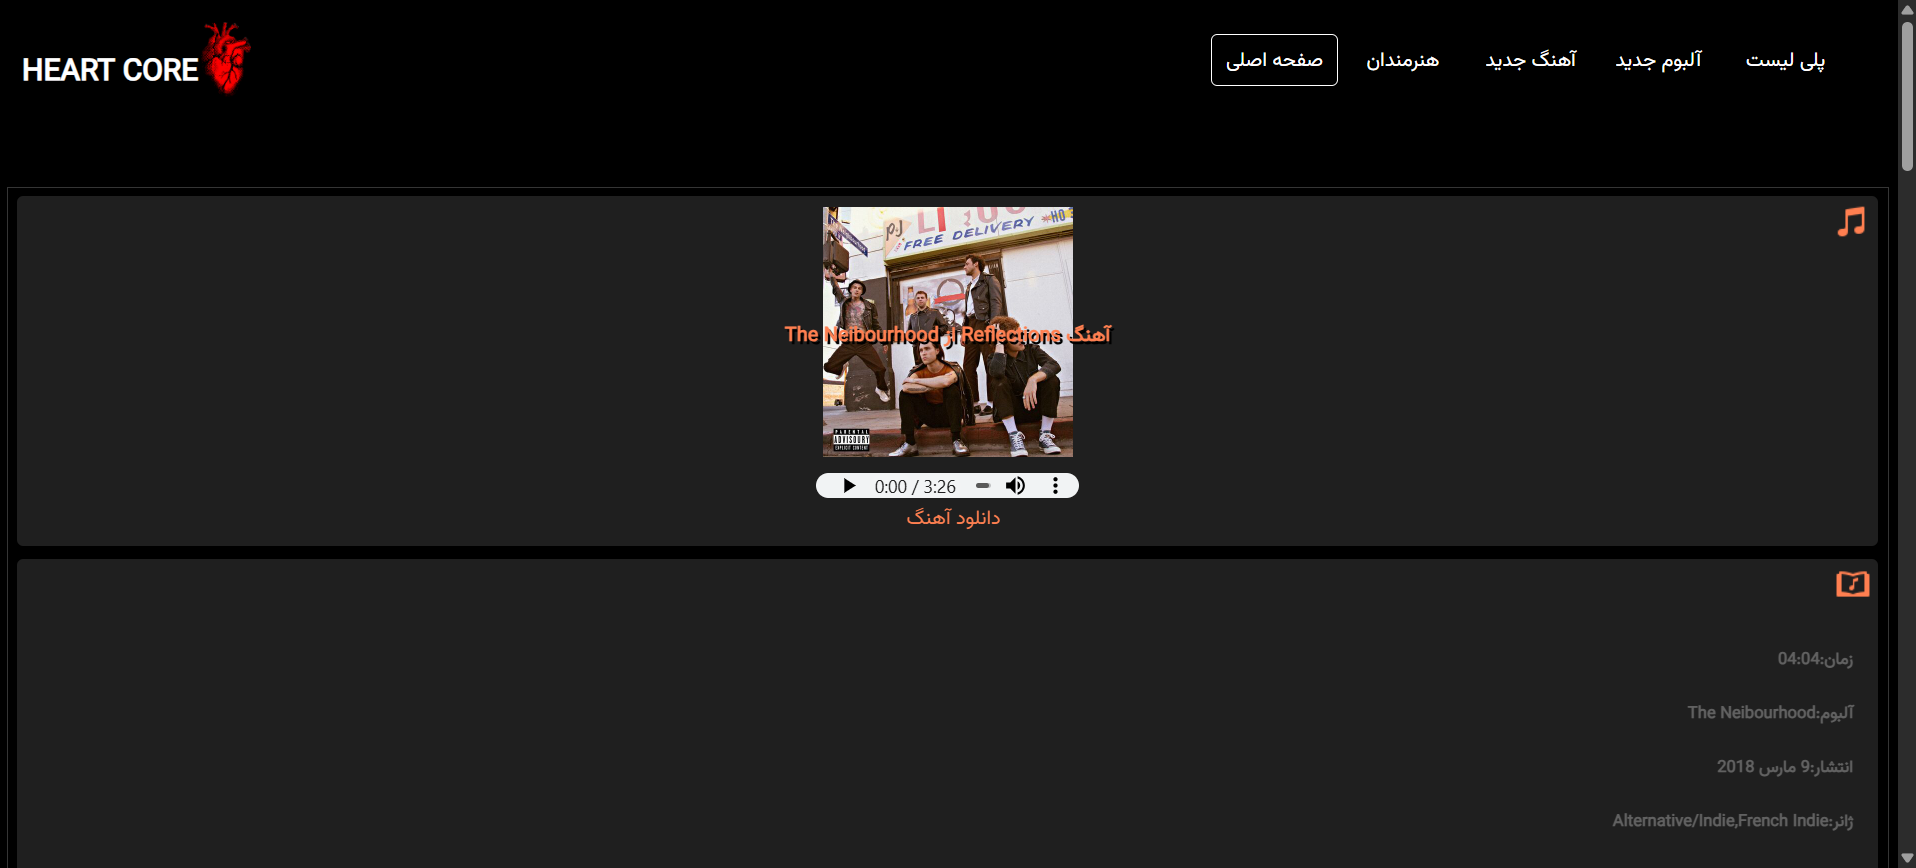 HEART CORE
پلی لیست
آلبوم جدید
آهنگ جدید
هنرمندان
صفحه اصلی
FREE DELIVERY
آهنگ Reflections از The Neibourhood
PARENTAL
ADVISORY
EXPLICIT CONTENT
0:00 / 3:26
دانلود آهنگ
زمان:04:04
آلبوم:The Neibourhood
انتشار:9 مارس 2018
ژانر:Alternative/Indie,French Indie